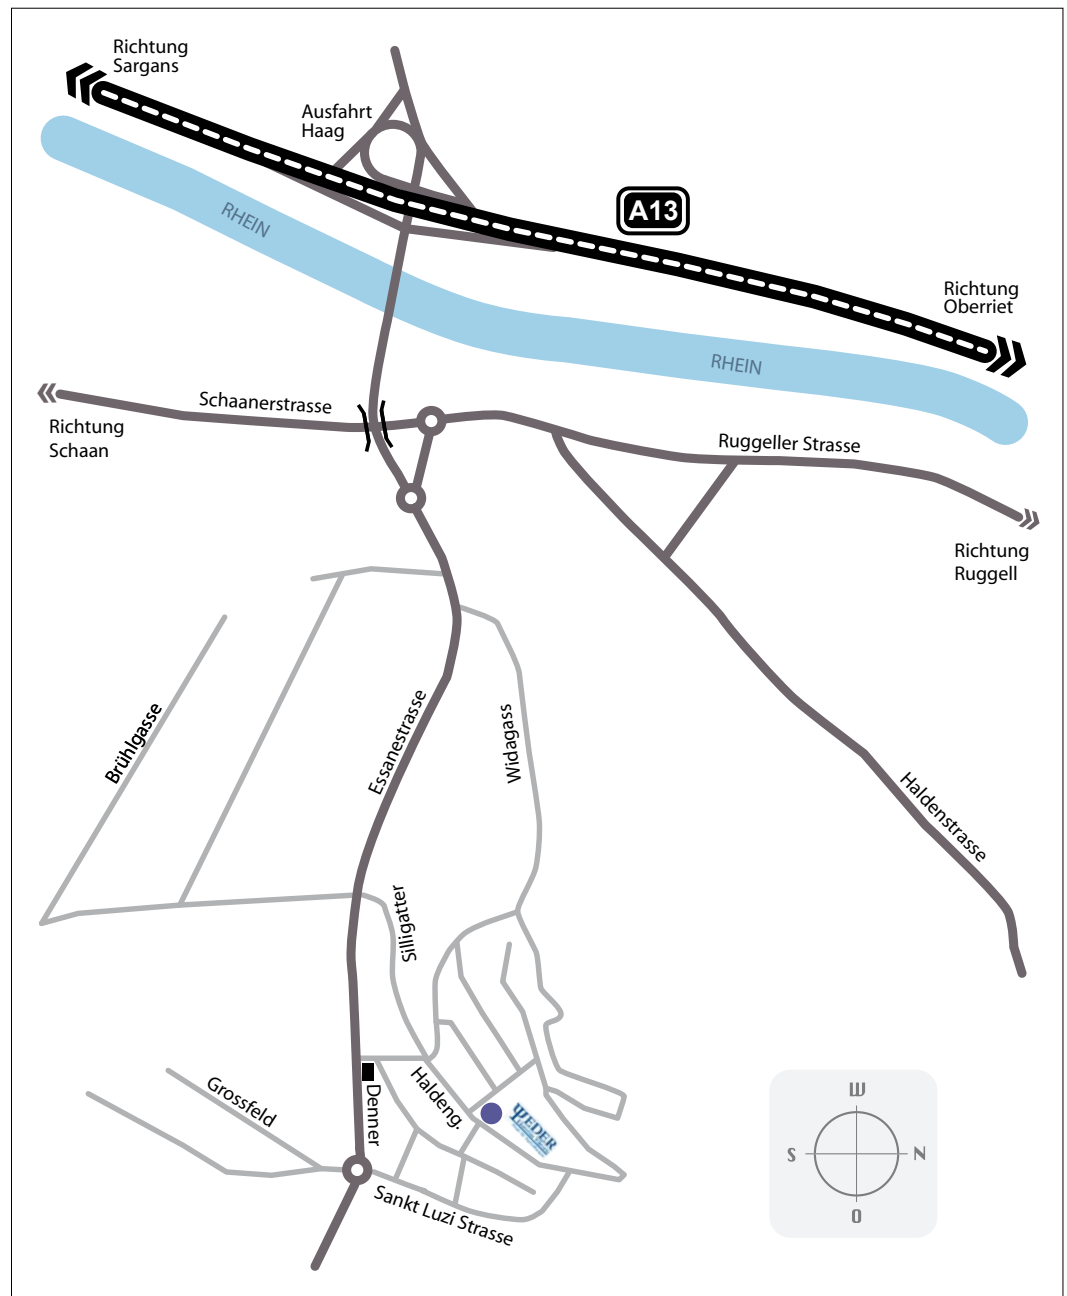 Richtung
Sargans
Ausfahrt
Haag
A13
RHEIN
Richtung
Oberriet
RHEIN
Schaanerstrasse
Richtung
Schaan
Ruggeller Strasse
Richtung
Ruggell
Essanestrasse
Widagass
Brühlgasse
Haldenstrasse
Silligatter
Haldeng.
Denner
Grossfeld
WEDER
Sankt Luzi Strasse
W
S
N
O